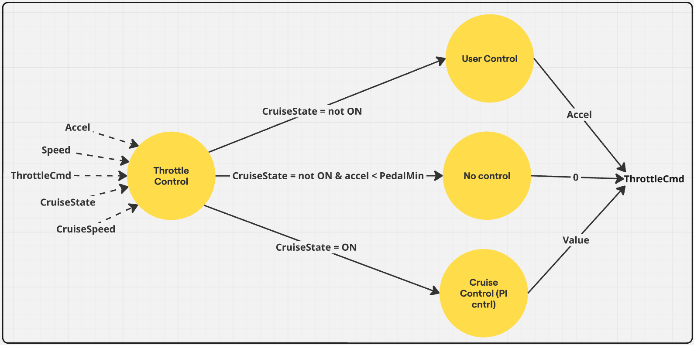 User Control
CruiseState = not ON
Accel
Accel
Speed
ThrottleCmd
CruiseState
CruiseSpeed
Throttle
Control
CruiseState = not ON & accel < PedalMin
No control
0
ThrottleCmd
CruiseState = ON
Value
Cruise
Control (PI
cntrl)